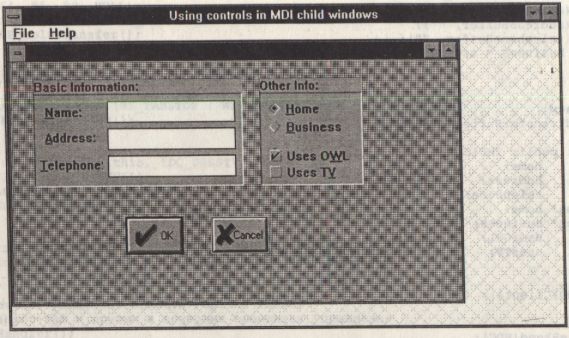 Using controls in MDI child windows
File Help
Basic Information:
Name:
Address:
Telephone:
Other Info:
Home
Business
Uses OWL
Uses TV
OK
Cancel